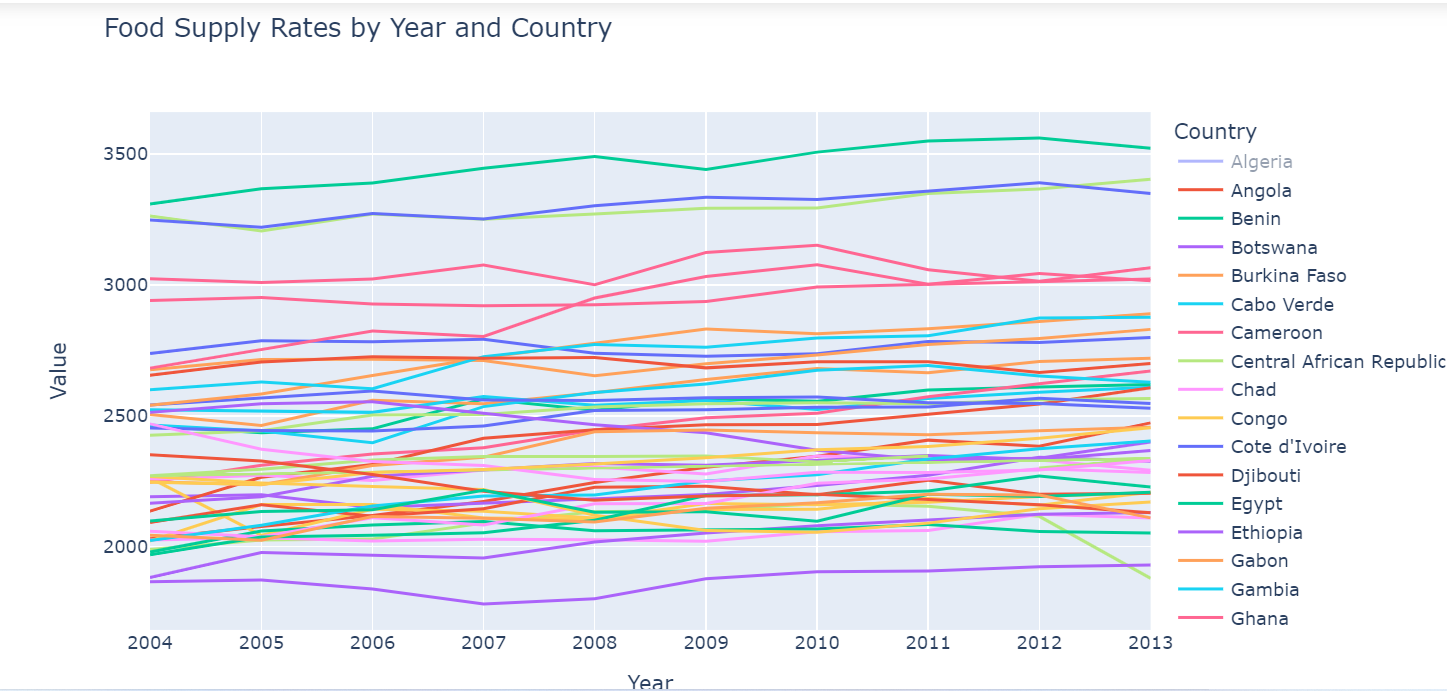 Food Supply Rates by Year and Country
Country
Algeria
Angola
Benin
Botswana
Burkina Faso
Cabo Verde
Cameroon
Central African Republic
Chad
Congo
Cote d'Ivoire
Djibouti
Egypt
Ethiopia
Gabon
Gambia
Ghana
Value
3500
3000
2500
2000
2004 2005 2006 2007 2008 2009 2010 2011 2012 2013
Year